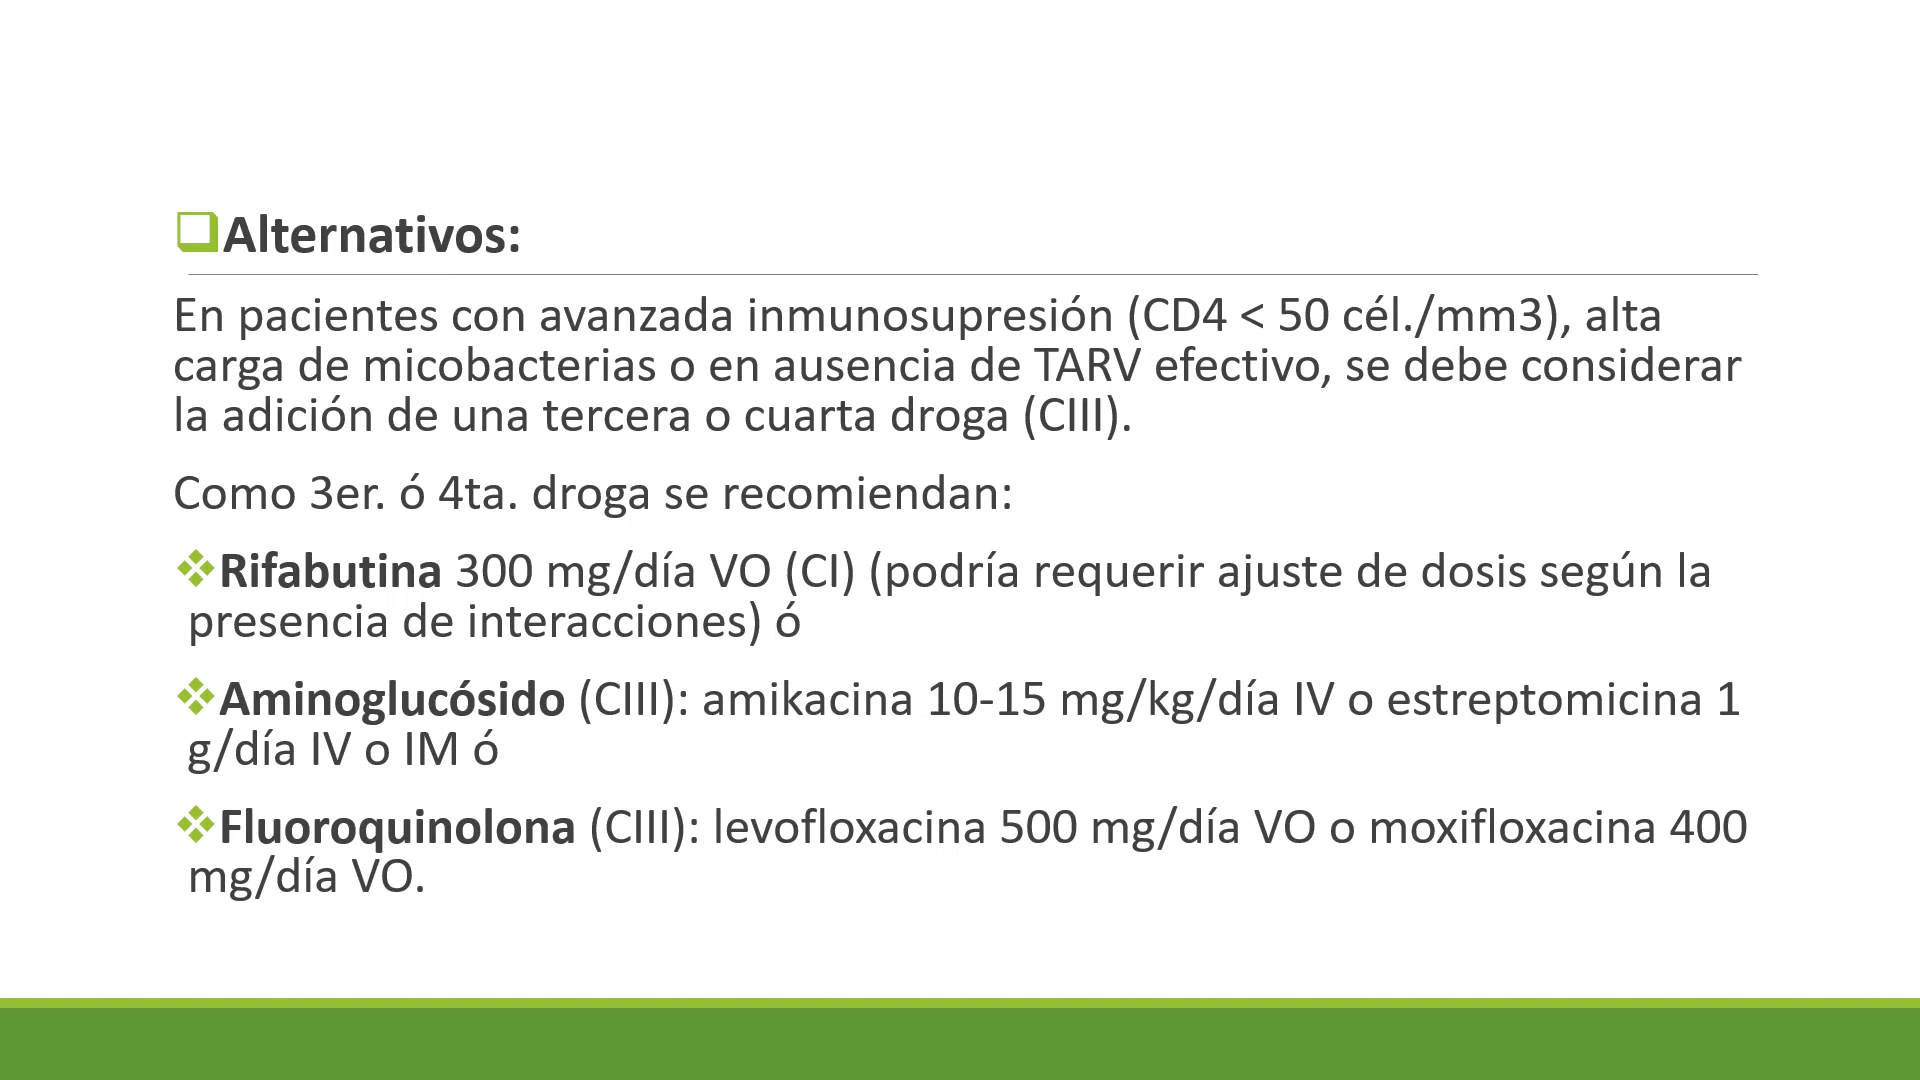 Alternativos:
En pacientes con avanzada inmunosupresión (CD4 < 50 cél./mm3), alta
carga de micobacterias o en ausencia de TARV efectivo, se debe considerar
la adición de una tercera o cuarta droga (CIII).
Como 3er. ó 4ta. droga se recomiendan:
Rifabutina 300 mg/día VO (CI) (podría requerir ajuste de dosis según la
presencia de interacciones) ó
Aminoglucósido (CIII): amikacina 10-15 mg/kg/día IV o estreptomicina 1
g/día IV o IM ó
Fluoroquinolona (CIII): levofloxacina 500 mg/día VO o moxifloxacina 400
mg/día VO.